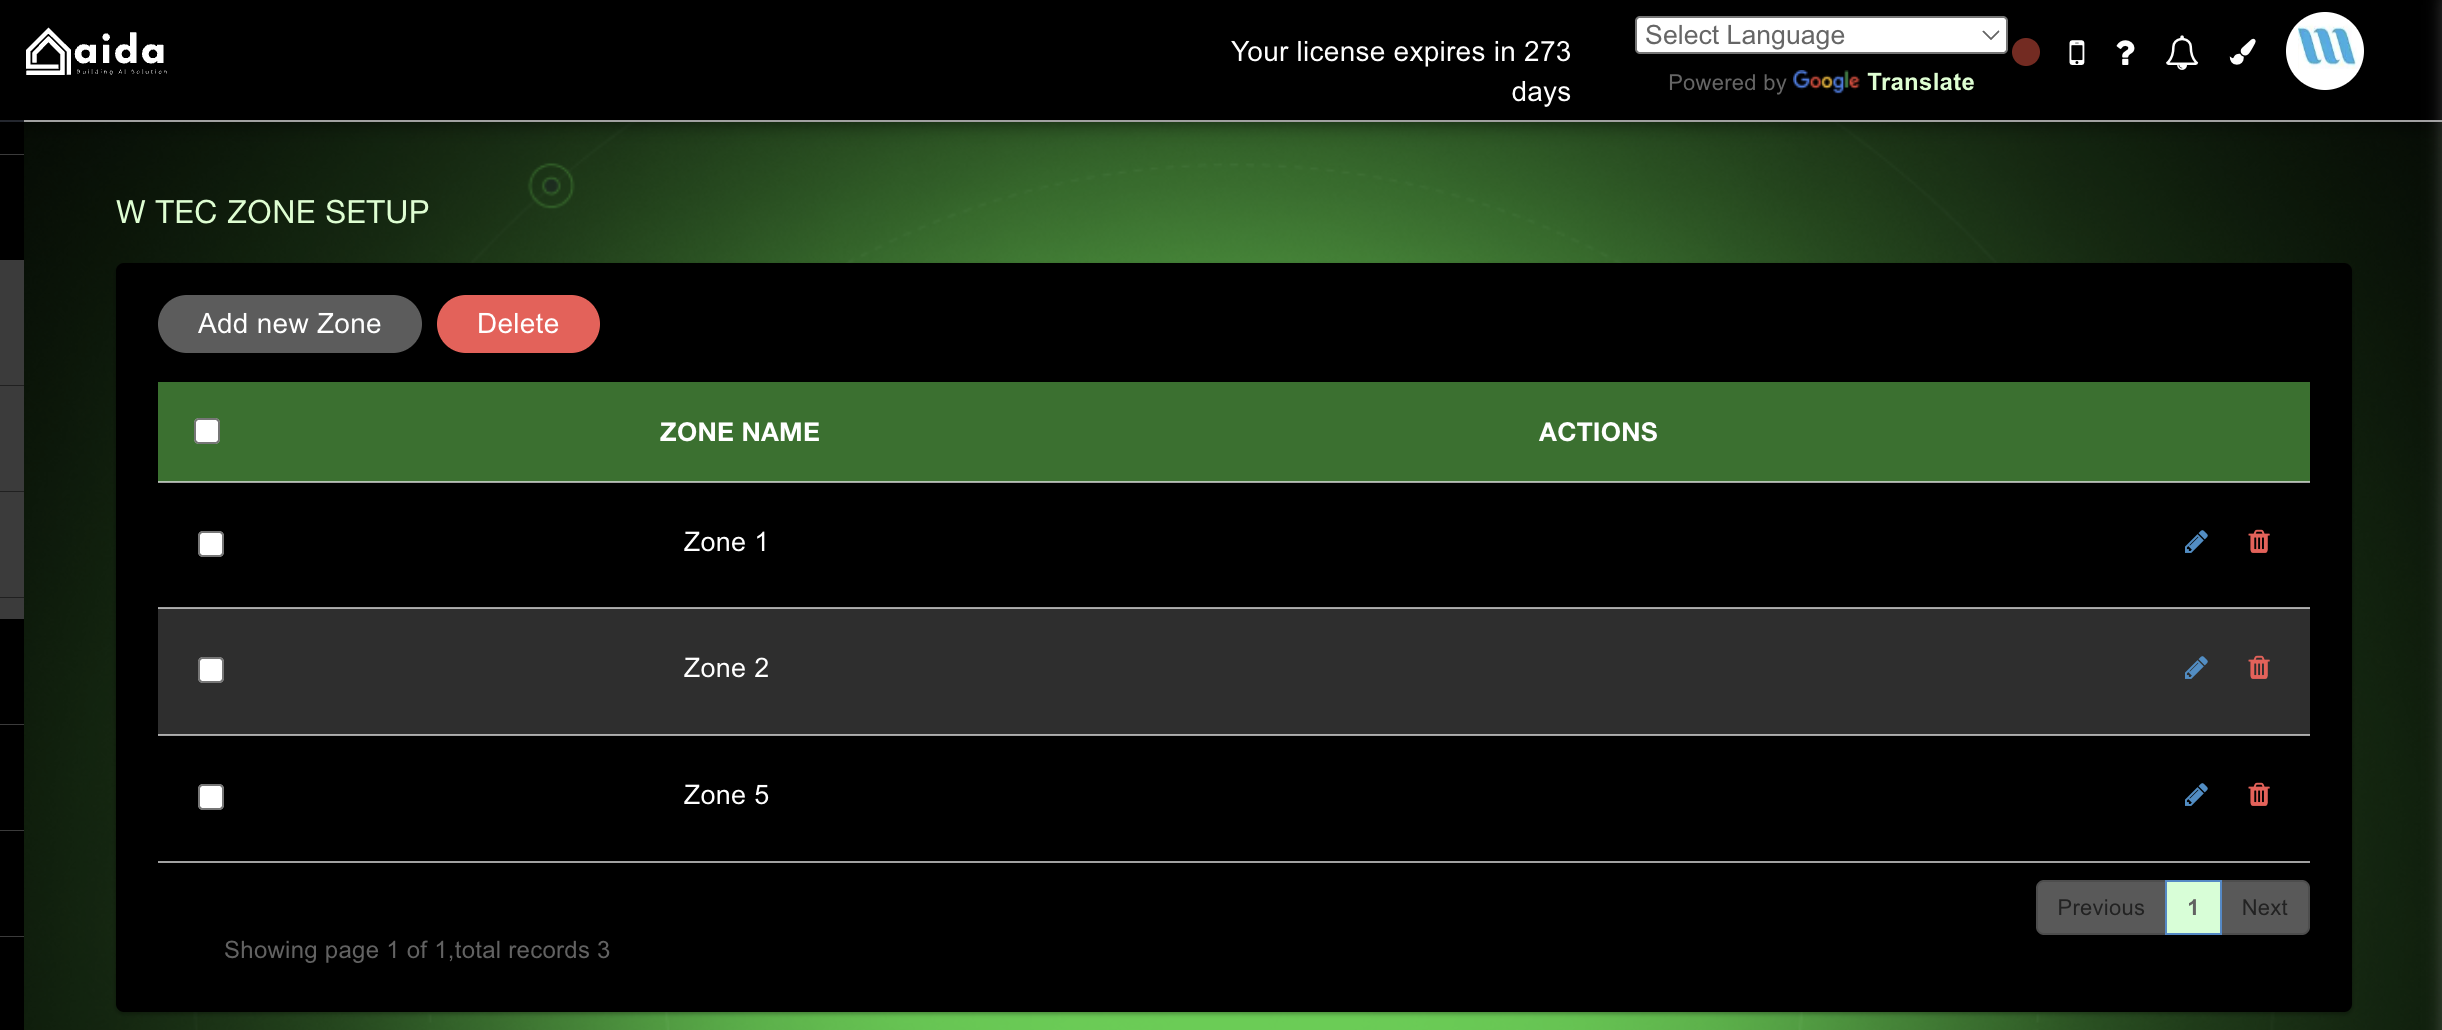 aida
Building AI Solution
Your license expires in 273
days
Select Language
Powered by Google Translate
W TEC ZONE SETUP
Add new Zone
Delete
ZONE NAME
ACTIONS
Zone 1
Zone 2
Zone 5
Previous
1
Next
Showing page 1 of 1,total records 3